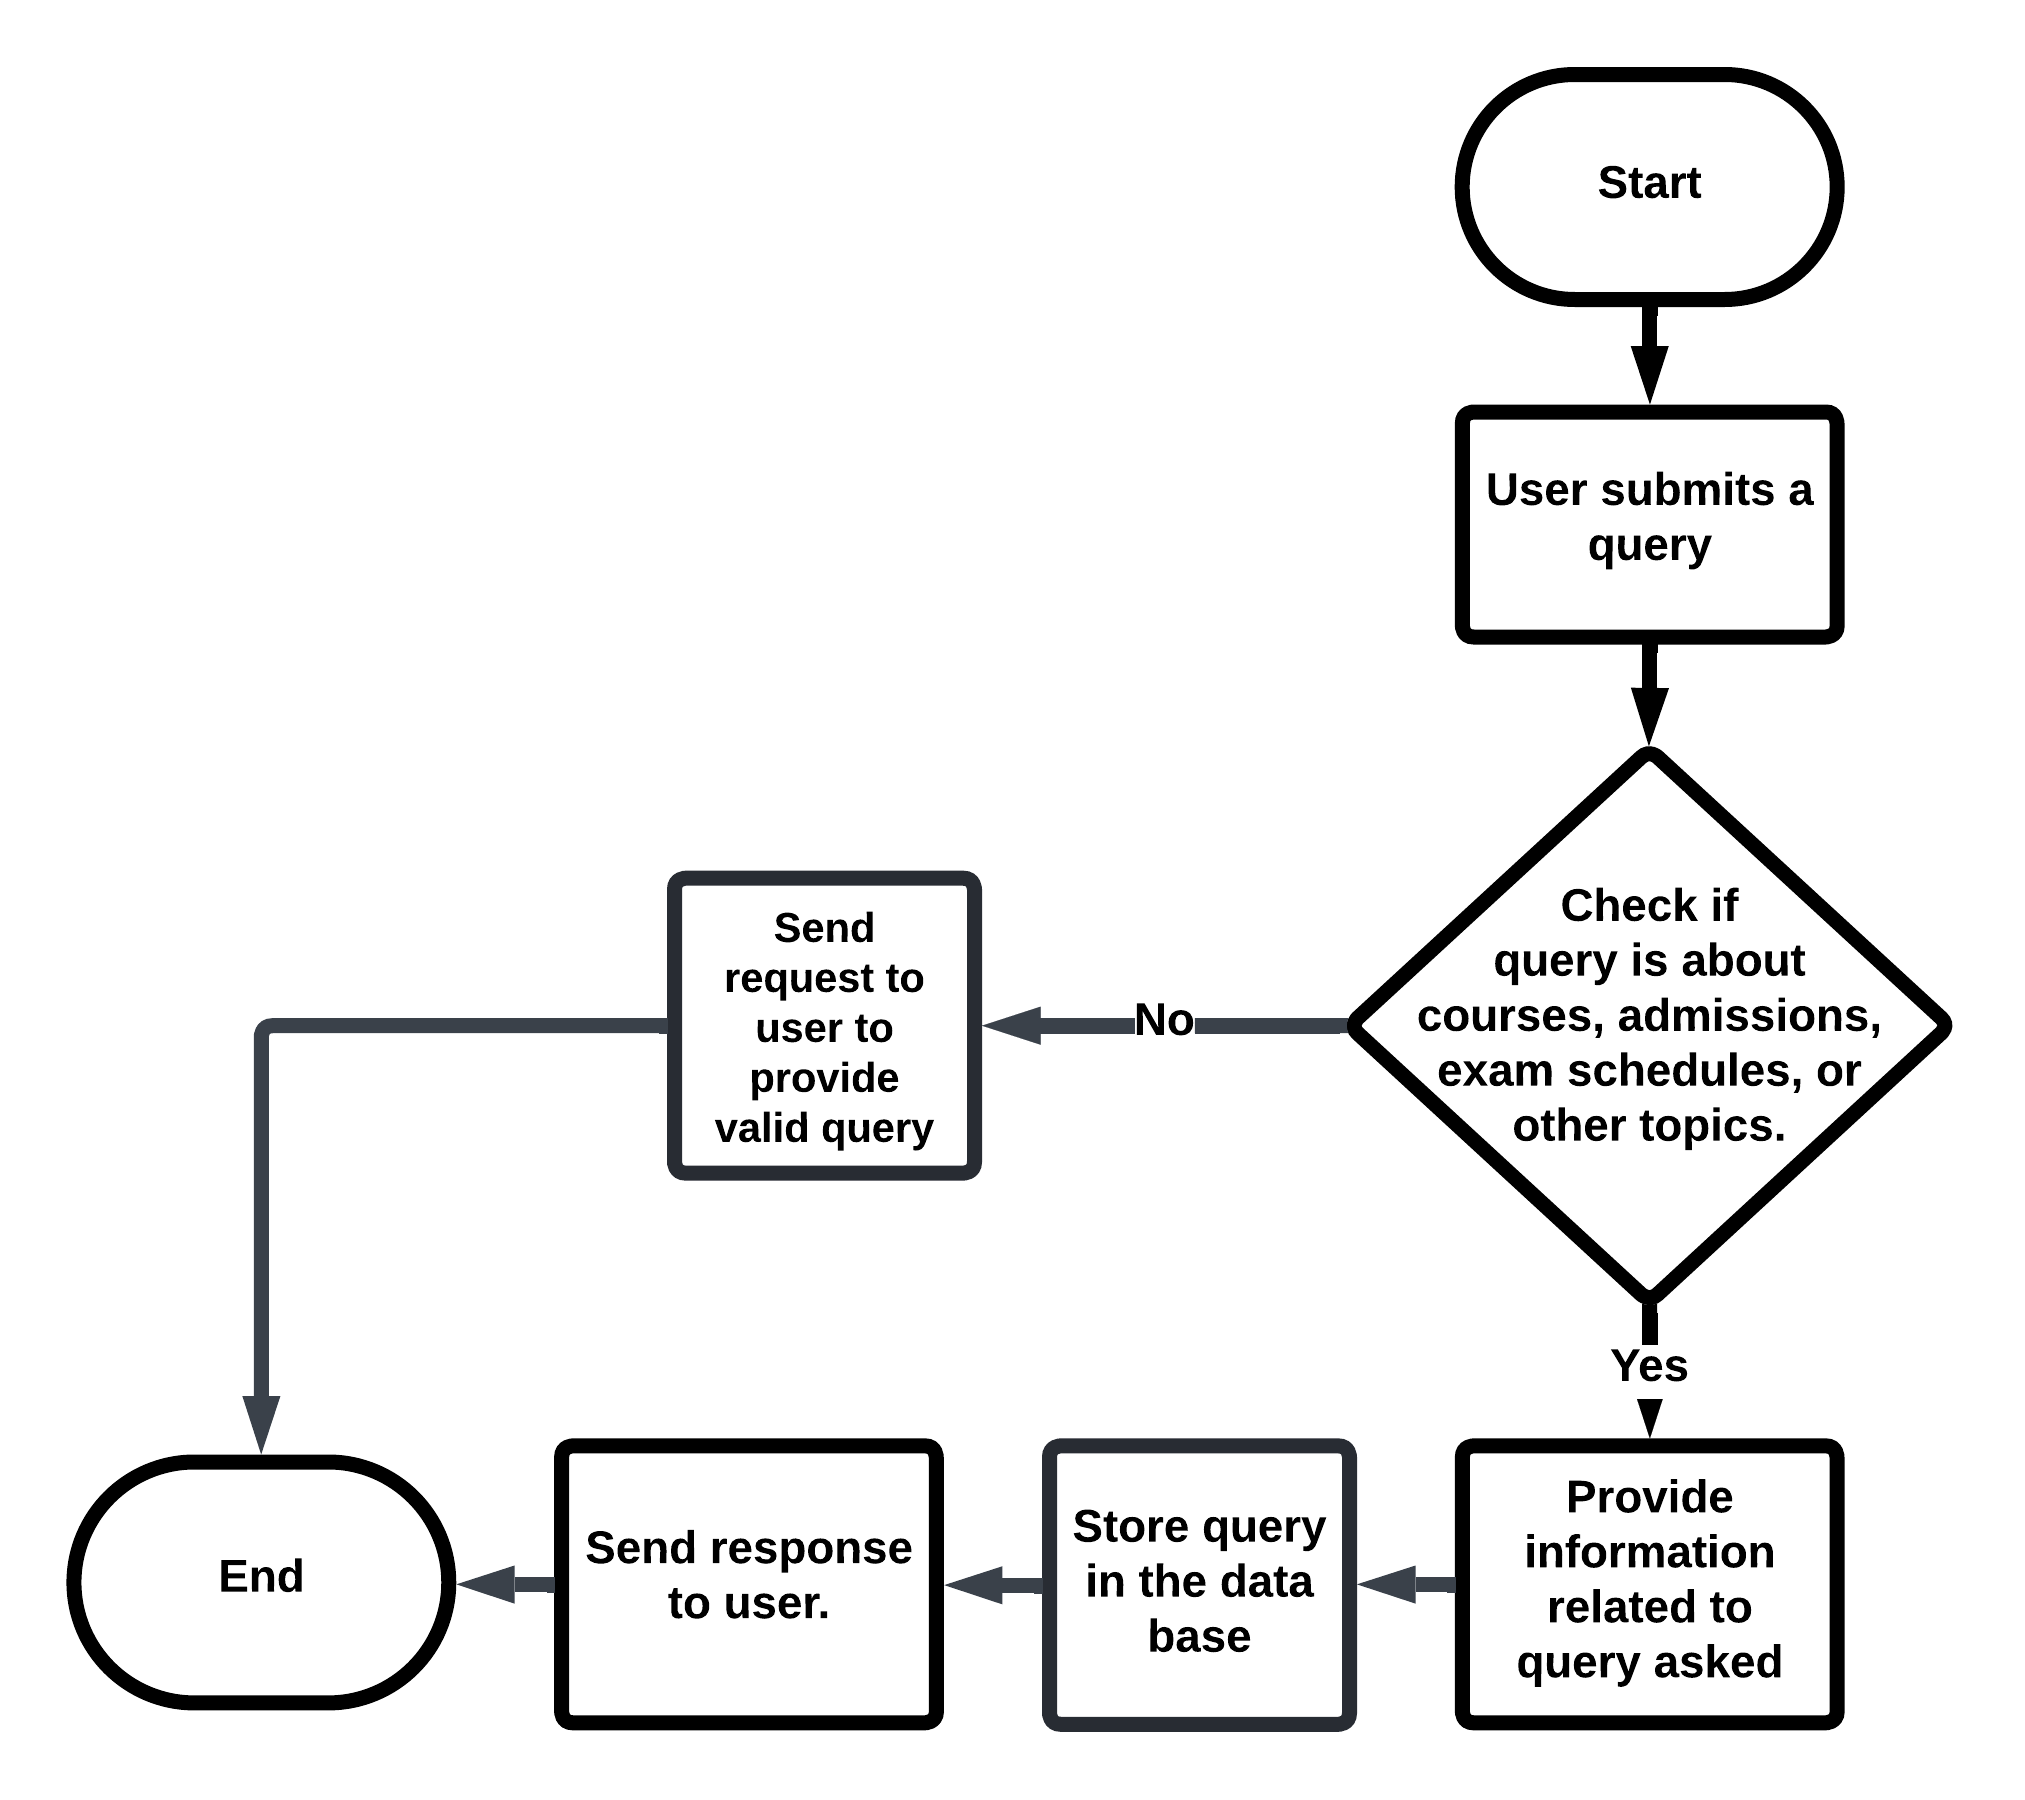 Start
User submits a
query
Check if
query is about
courses, admissions,
exam schedules, or
other topics.
No
Send
request to
user to
provide
valid query
Yes
Provide
information
related to
query asked
Store query
in the data
base
Send response
to user.
End